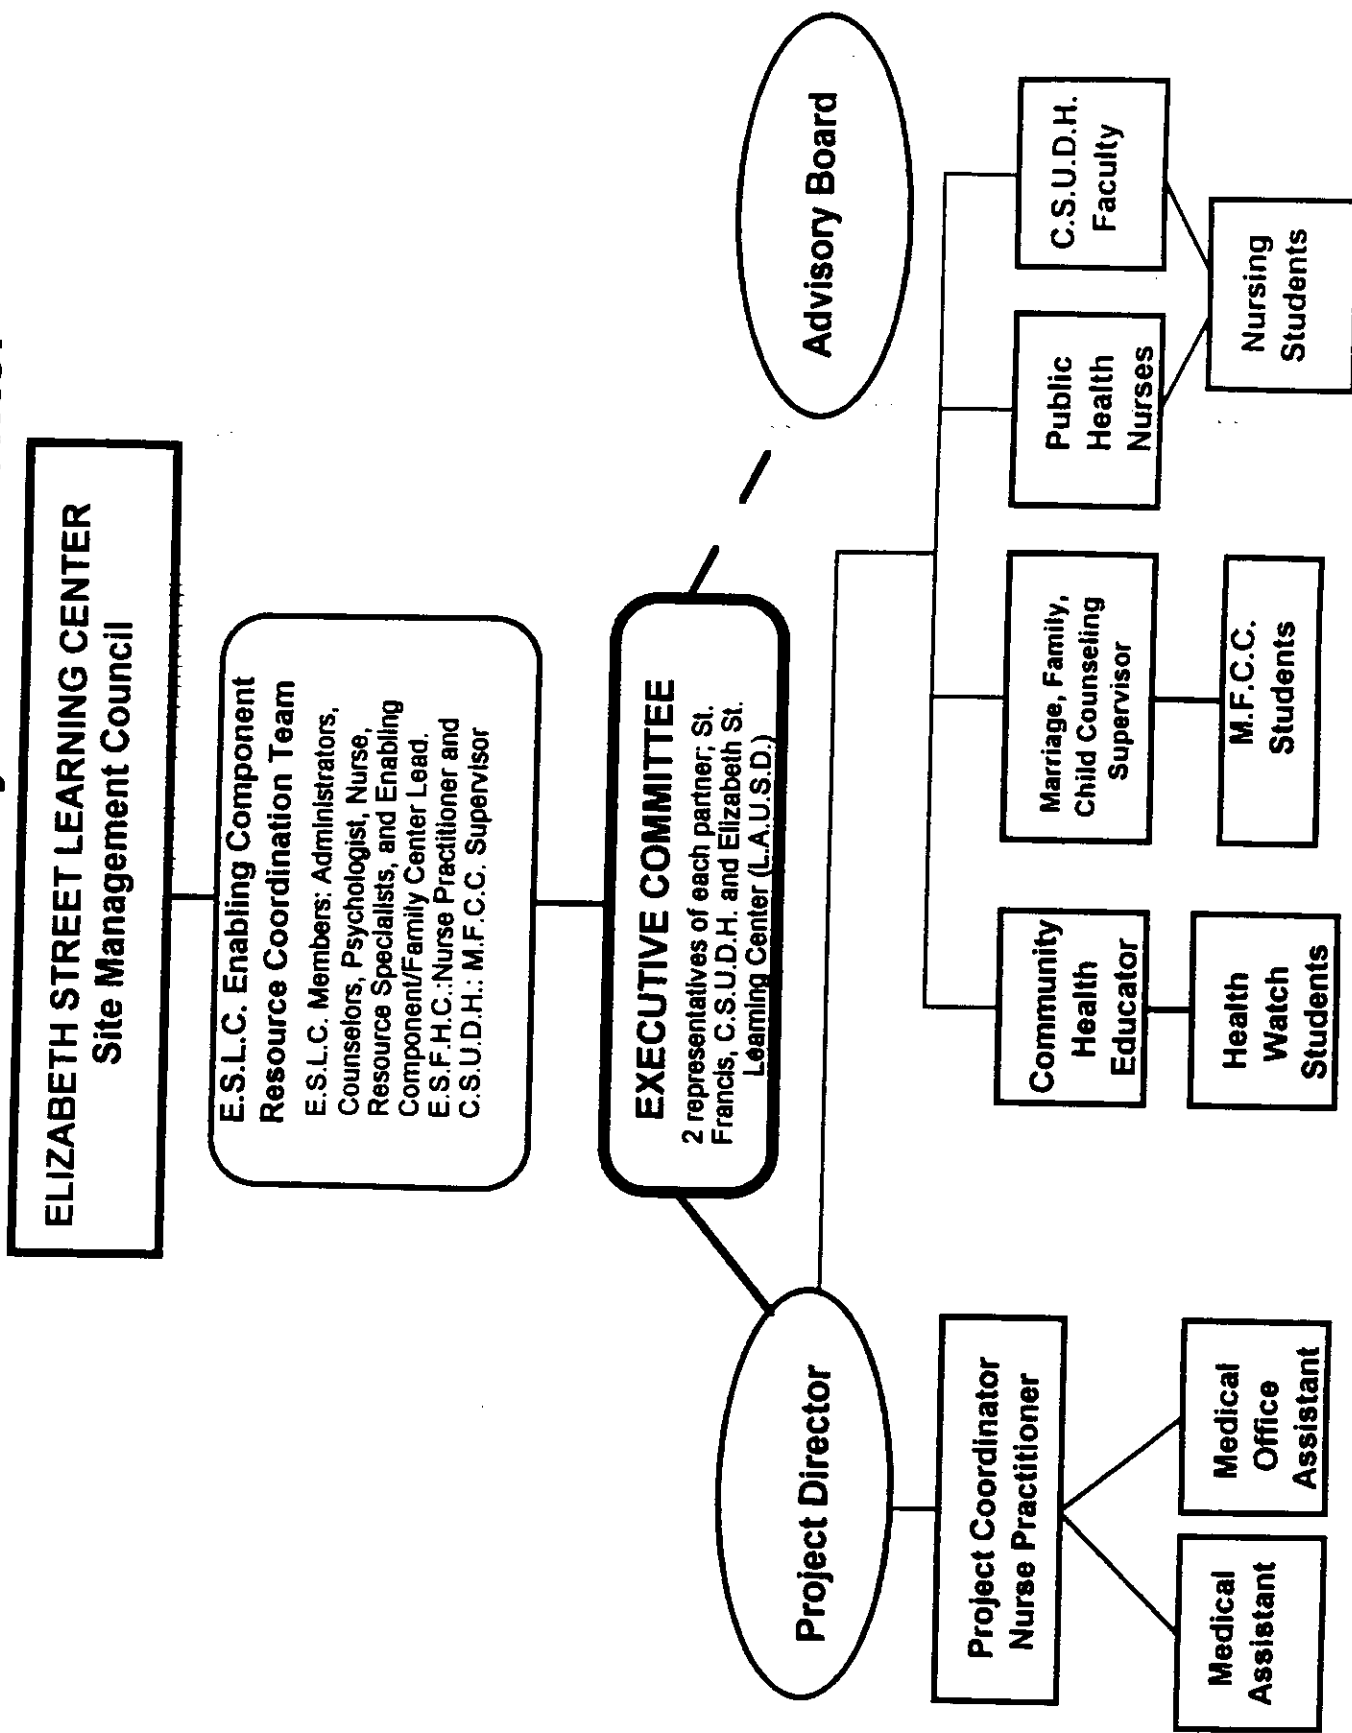 ELIZABETH STREET LEARNING CENTER
Site Management Council
E.S.L.C. Enabling Component
Resource Coordination Team
E.S.L.C. Members: Administrators,
Counselors, Psychologist, Nurse,
Resource Specialists, and Enabling
Component/Family Center Lead.
E.S.F.H.C.:Nurse Practitioner and
C.S.U.D.H.: M.F.C.C. Supervisor
EXECUTIVE COMMITTEE
2 representatives of each partner; St.
Francis, C.S.U.D.H. and Elizabeth St.
Learning Center (L.A.U.S.D.)
Project Director
Advisory Board
Project Coordinator
Nurse Practitioner
Medical
Assistant
Medical
Office
Assistant
Community
Health
Educator
Health
Watch
Students
Marriage, Family,
Child Counseling
Supervisor
M.F.C.C.
Students
Public
Health
Nurses
C.S.U.D.H.
Faculty
Nursing
Students